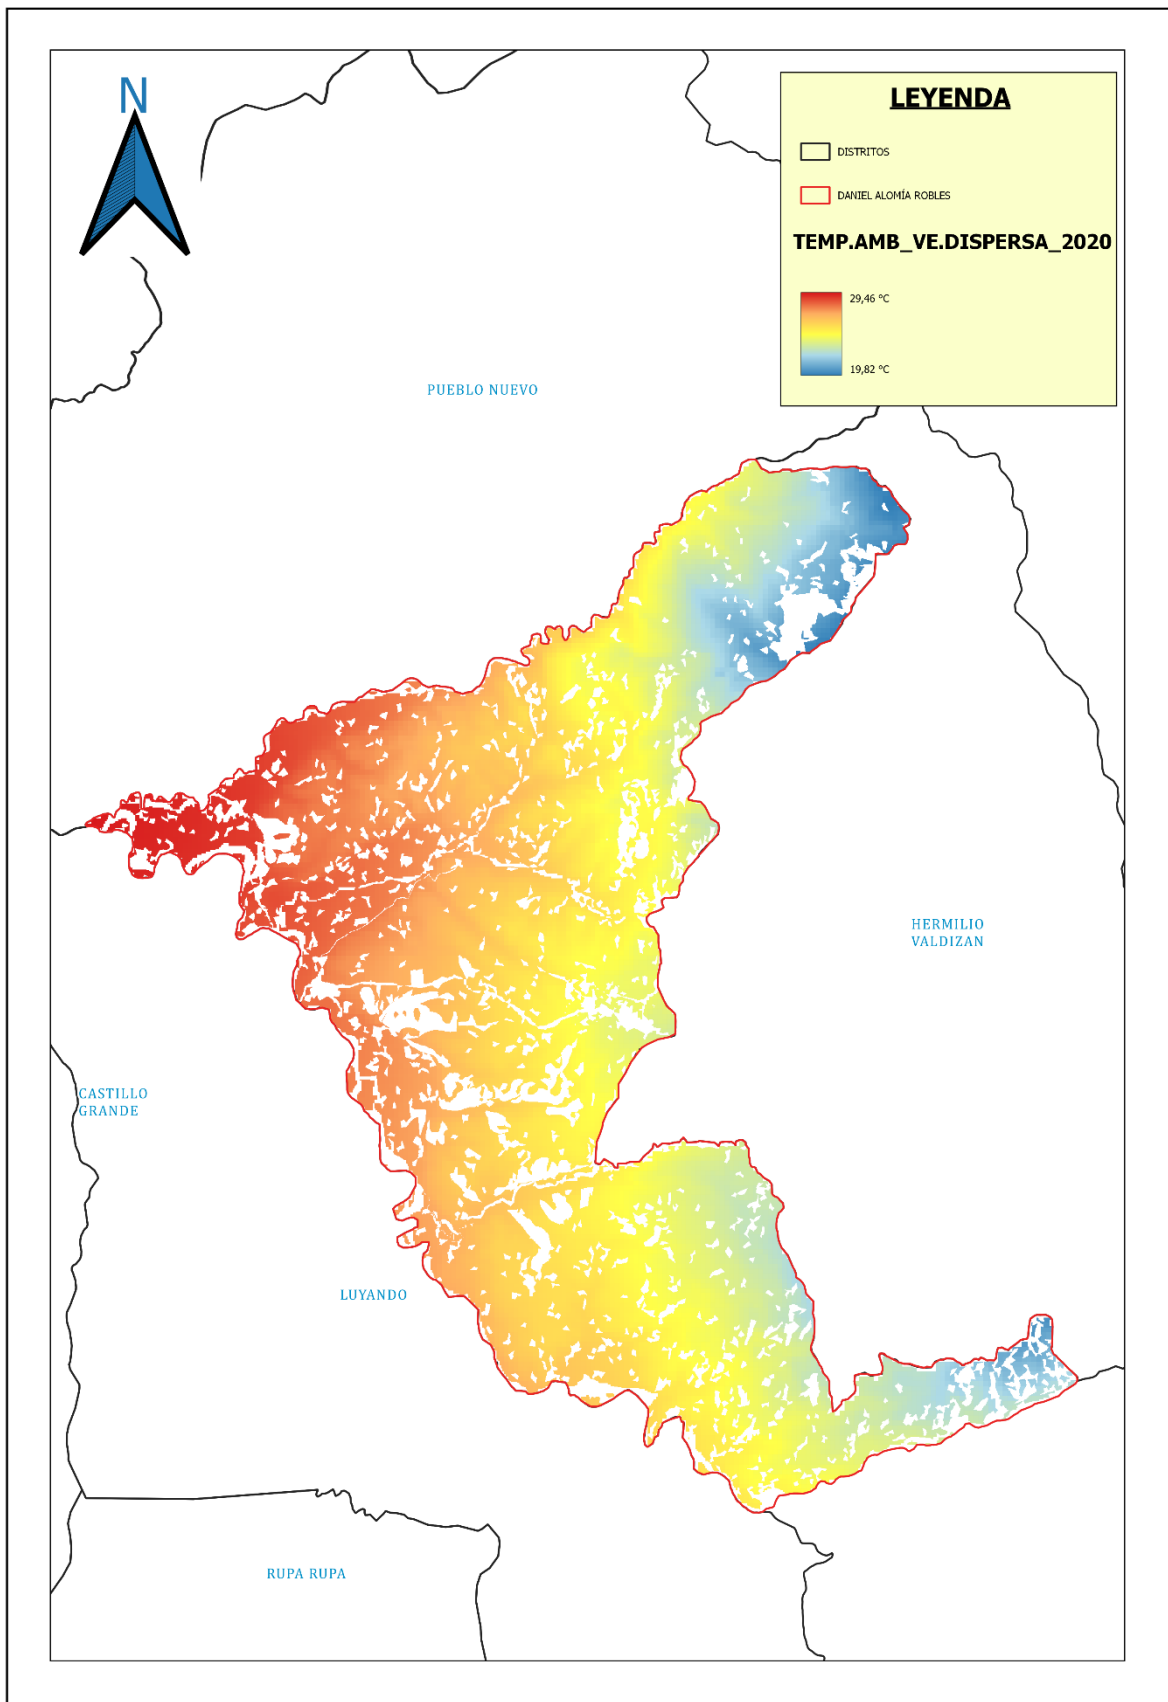 N
LEYENDA
DISTRITOS
DANIEL ALOMÍA ROBLES
TEMP.AMB_VE.DISPERSA_2020
29,46 °C
19,82 °C
PUEBLO NUEVO
HERMILIO
VALDIZAN
CASTILLO
GRANDE
LUYANDO
RUPA RUPA